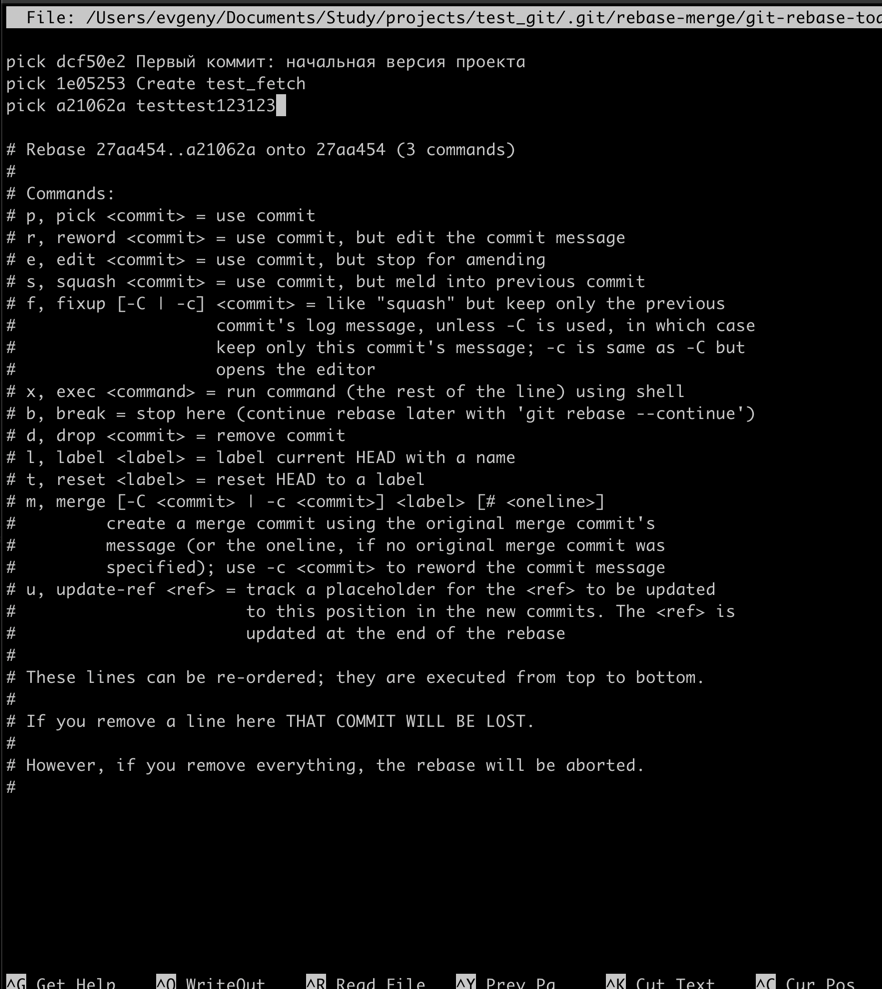 File: /Users/evgeny/Documents/Study/projects/test_git/.git/rebase-merge/git-rebase-tod
pick dcf50e2 Первый коммит: начальная версия проекта
pick 1e05253 Create test_fetch
pick a21062a testtest123123
# Rebase 27aa454..a21062a onto 27aa454 (3 commands)
#
# Commands:
# p, pick <commit> = use commit
# r, reword <commit> = use commit, but edit the commit message
# e, edit <commit> = use commit, but stop for amending
# s, squash <commit> = use commit, but meld into previous commit
# f, fixup [-C | -c] <commit> = like "squash" but keep only the previous
#                    commit's log message, unless -C is used, in which case
#                    keep only this commit's message; -c is same as -C but
#                    opens the editor
# x, exec <command> = run command (the rest of the line) using shell
# b, break = stop here (continue rebase later with 'git rebase --continue')
# d, drop <commit> = remove commit
# l, label <label> = label current HEAD with a name
# t, reset <label> = reset HEAD to a label
# m, merge [-C <commit> | -c <commit>] <label> [# <oneline>]
#         create a merge commit using the original merge commit's
#         message (or the oneline, if no original merge commit was
#         specified); use -c <commit> to reword the commit message
# u, update-ref <ref> = track a placeholder for the <ref> to be updated
#                       to this position in the new commits. The <ref> is
#                       updated at the end of the rebase
#
# These lines can be re-ordered; they are executed from top to bottom.
#
# If you remove a line here THAT COMMIT WILL BE LOST.
#
# However, if you remove everything, the rebase will be aborted.
#
^G Get Help ^O WriteOut ^R Read File ^Y Prev Pg ^K Cut Text ^C Cur Pos